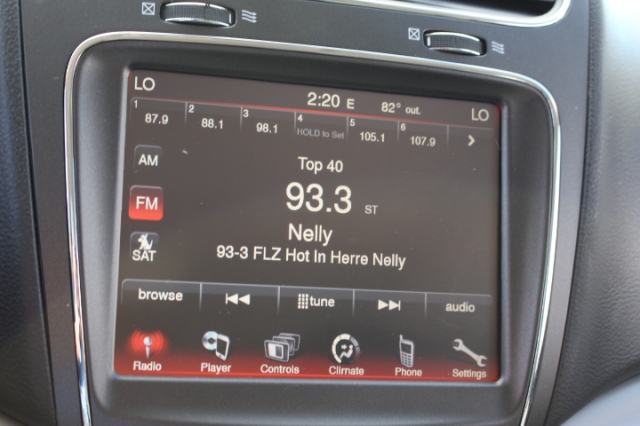 LO 2:20 E 82° out. LO
1 2 3 4 5 6
87.9 88.1 98.1 HOLD to Set 105.1 107.9
AM Top 40
FM 93.3 ST
Nelly
SAT 93-3 FLZ Hot In Herre Nelly
browse tune audio
Radio Player Controls Climate Phone Settings